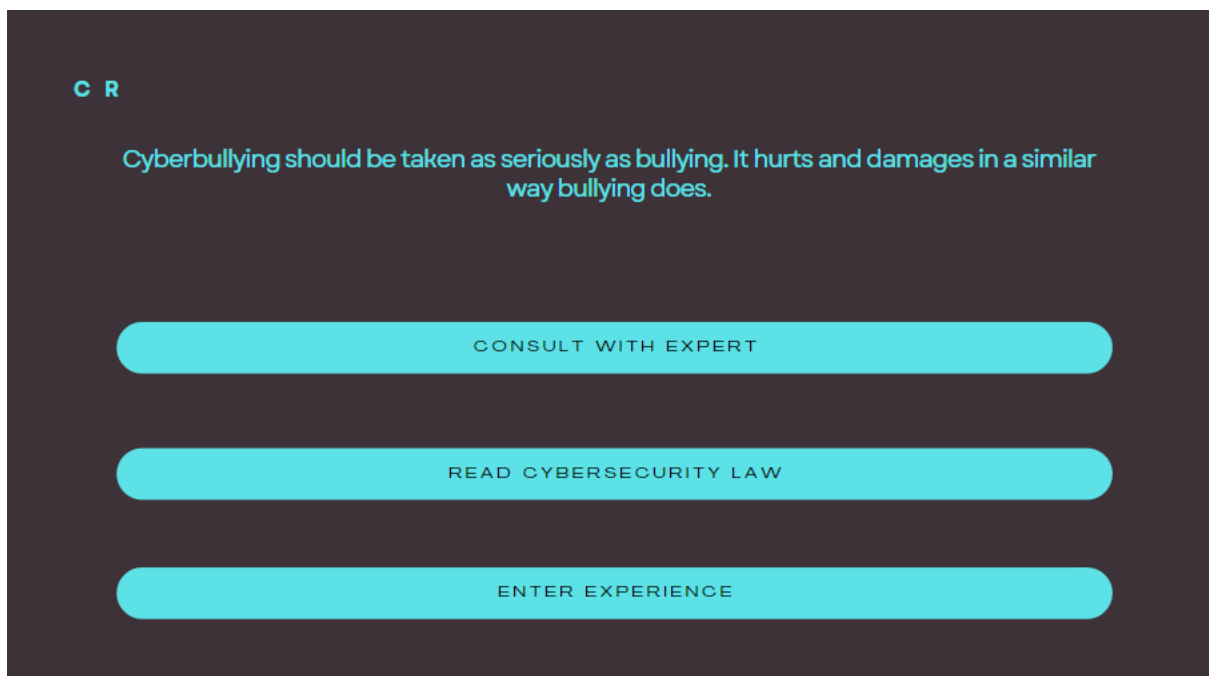 C R
Cyberbullying should be taken as seriously as bullying. It hurts and damages in a similar
way bullying does.
CONSULT WITH EXPERT
READ CYBERSECURITY LAW
ENTER EXPERIENCE